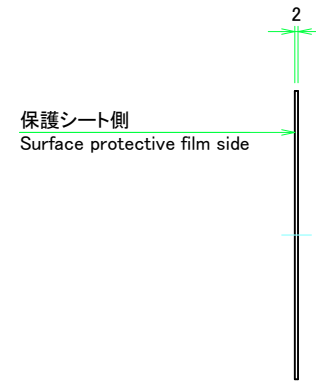 2
保護シート側
Surface protective film side